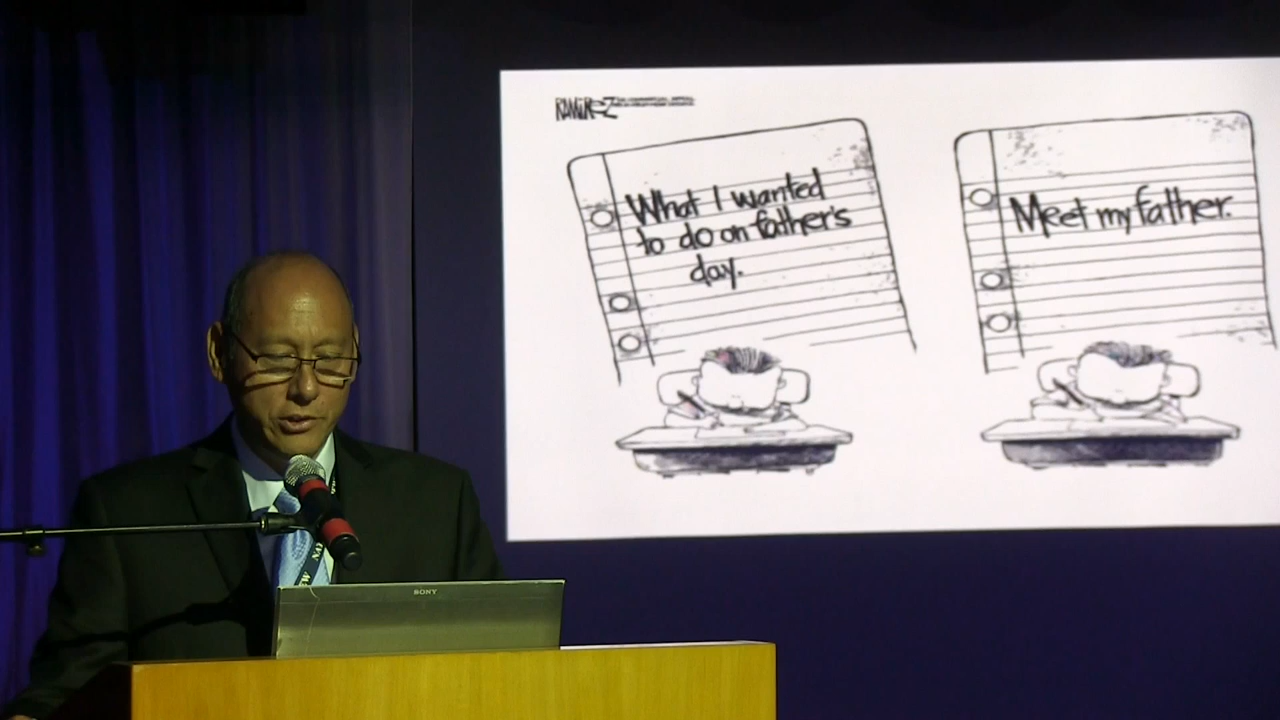 RAMIREZ
What I wanted
to do on father's
day.
Meet my father.
SONY